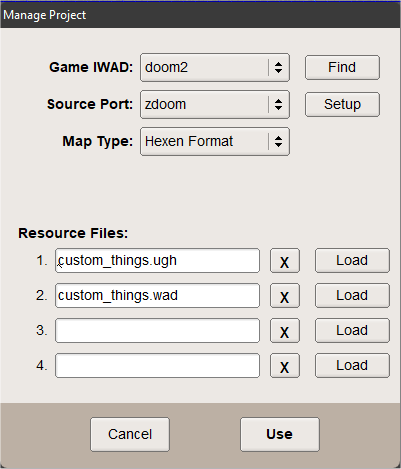 Manage Project
Game IWAD: doom2 Find
Source Port: zdoom Setup
Map Type: Hexen Format
Resource Files:
1. custom_things.ugh X Load
2. custom_things.wad X Load
3. X Load
4. X Load
Cancel Use